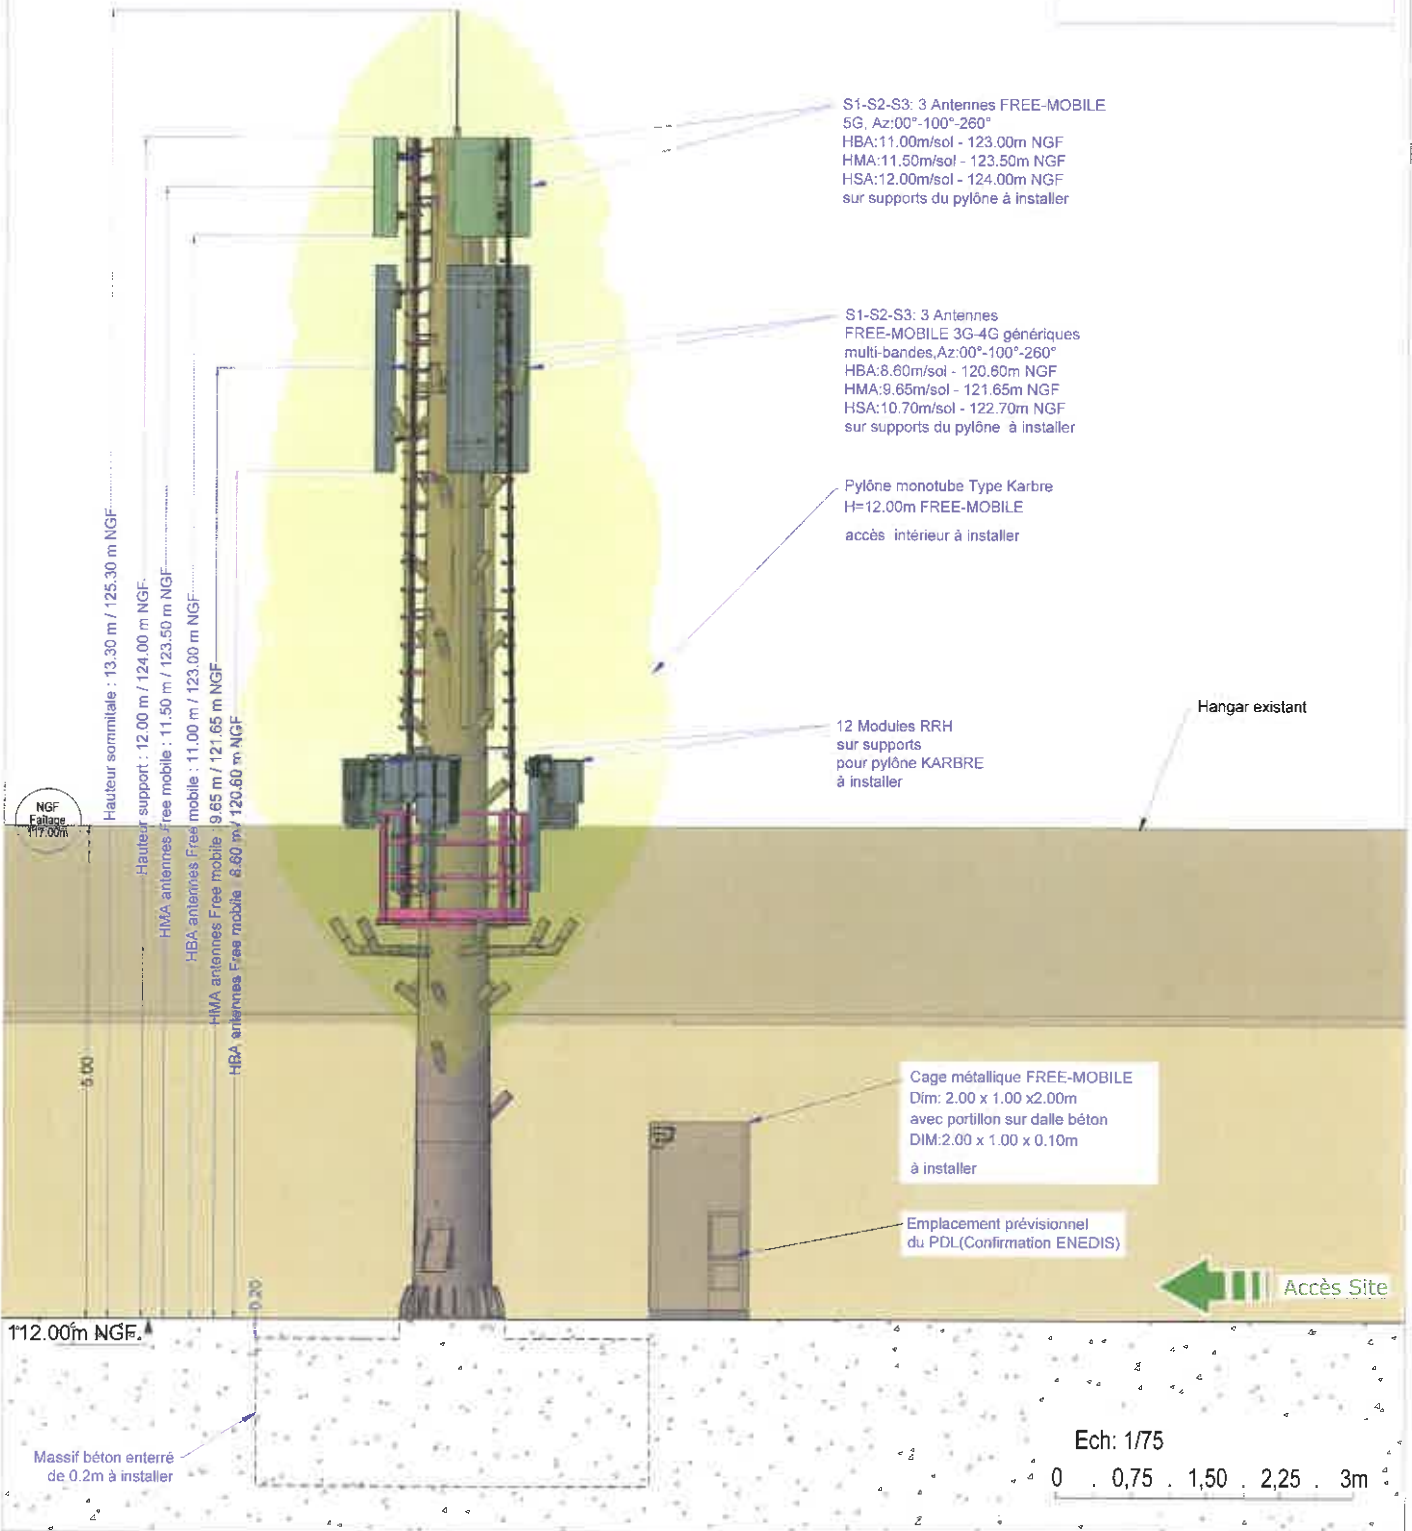 S1-S2-S3: 3 Antennes FREE-MOBILE
5G, Az:00°-100°-260°
HBA:11.00m/sol - 123.00m NGF
HMA:11.50m/sol - 123.50m NGF
HSA:12.00m/sol - 124.00m NGF
sur supports du pylône à installer
S1-S2-S3: 3 Antennes
FREE-MOBILE 3G-4G génériques
multi-bandes,Az:00°-100°-260°
HBA:8.60m/sol - 120.60m NGF
HMA:9.65m/sol - 121.65m NGF
HSA:10.70m/sol - 122.70m NGF
sur supports du pylône à installer
Pylône monotube Type Karbre
H=12.00m FREE-MOBILE
accès intérieur à installer
Hauteur sommitale : 13.30 m / 125.30 m NGF
Hauteur support : 12.00 m / 124.00 m NGF
HMA antennes Free mobile : 11.50 m / 123.50 m NGF
HBA antennes Free mobile : 11.00 m / 123.00 m NGF
HMA antennes Free mobile : 9.65 m / 121.65 m NGF
HBA antennes Free mobile : 8.60 m / 120.60 m NGF
Hangar existant
12 Modules RRH
sur supports
pour pylône KARBRE
à installer
NGF
Faîtage
117.00m
5.00
Cage métallique FREE-MOBILE
Dim: 2.00 x 1.00 x2.00m
avec portillon sur dalle béton
DIM:2.00 x 1.00 x 0.10m
à installer
Emplacement prévisionnel
du PDL(Confirmation ENEDIS)
Accès Site
0.20
112.00m NGF.
Massif béton enterré
de 0.2m à installer
Ech: 1/75
0 . 0,75 . 1,50 . 2,25 . 3m